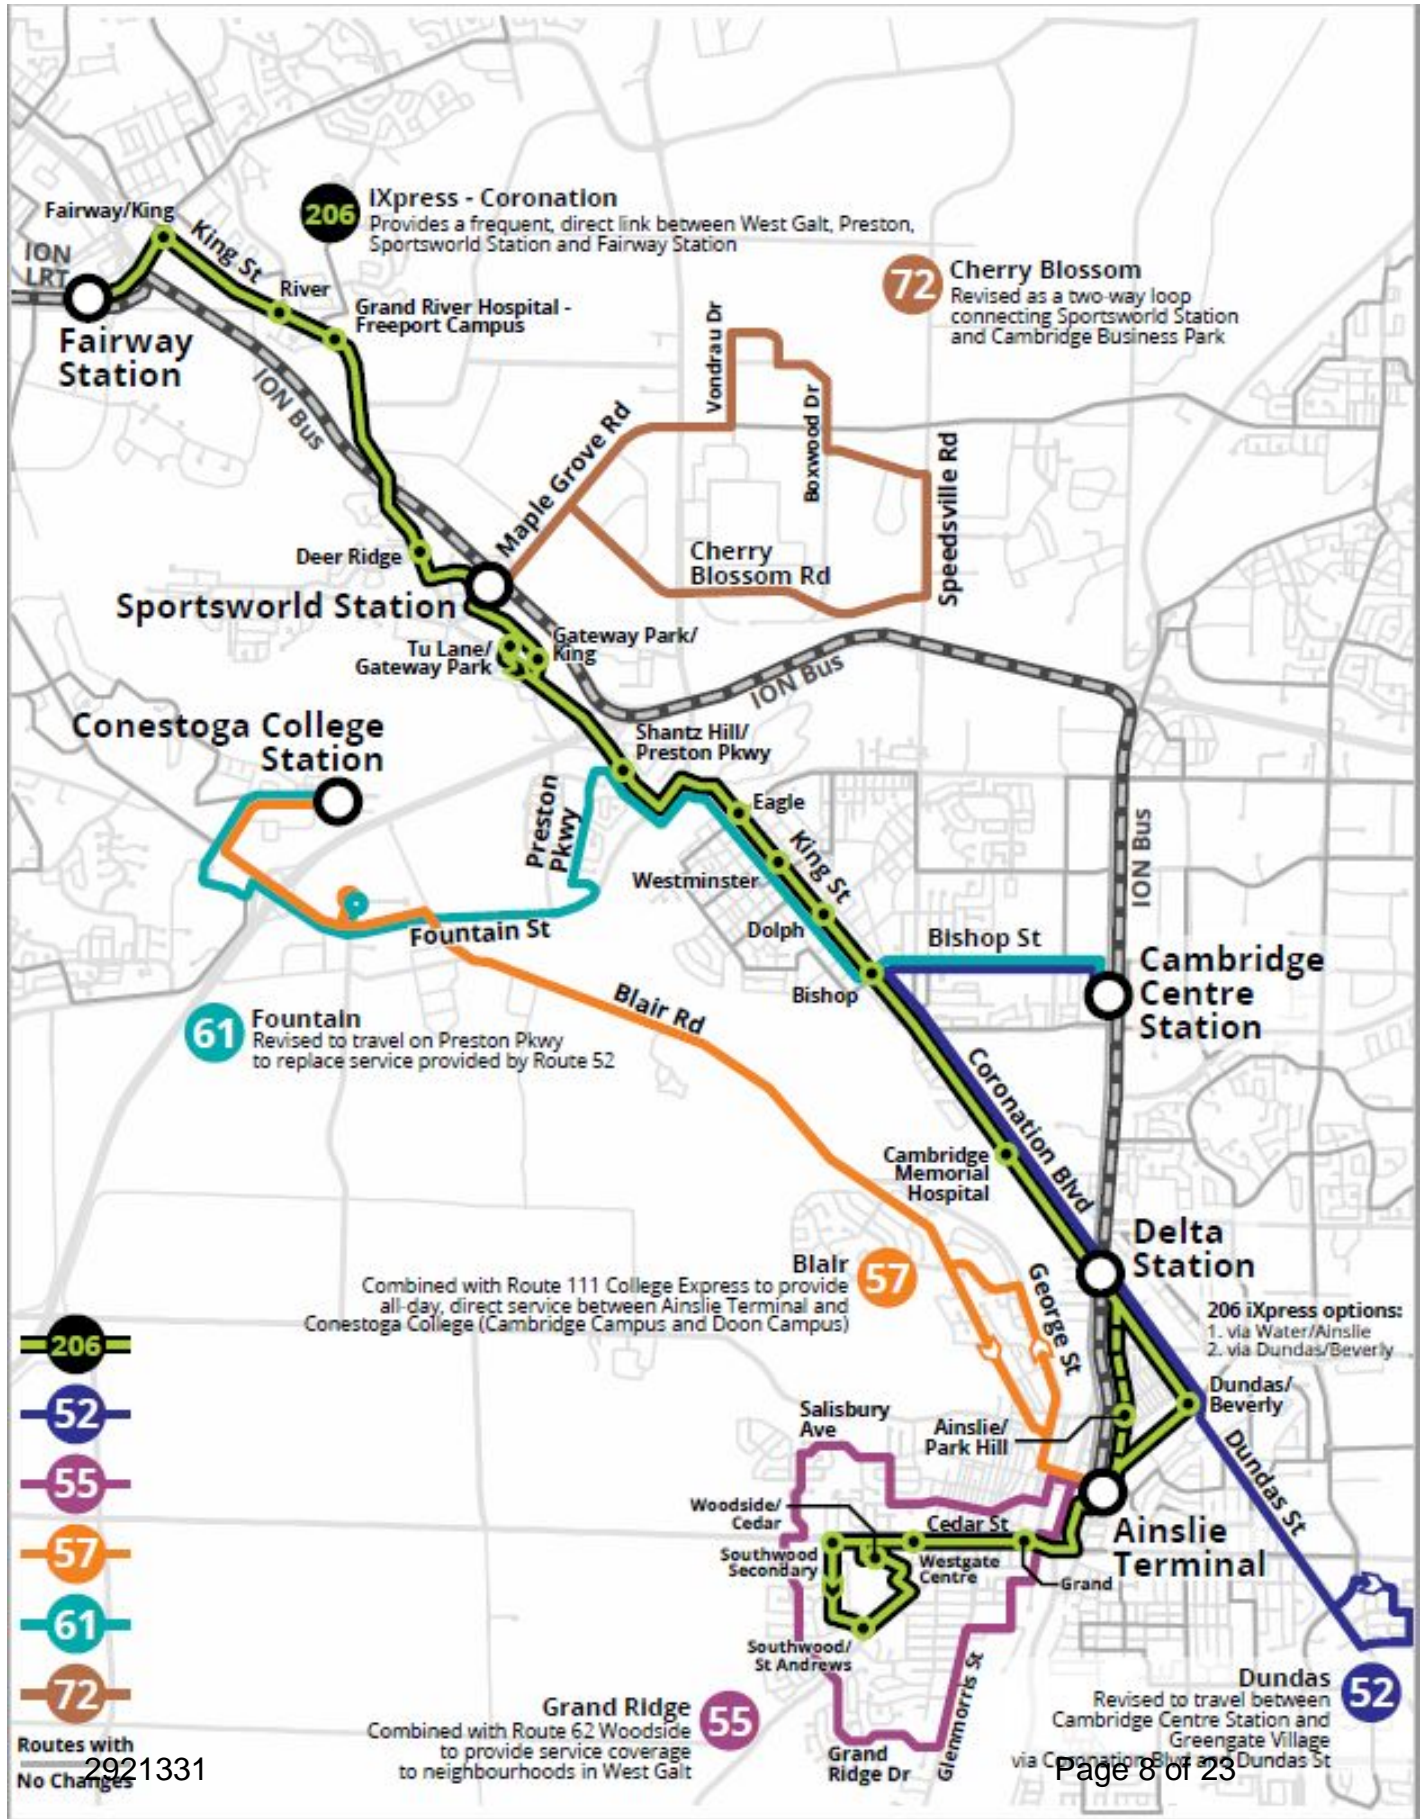 206
iXpress - Coronation
Provides a frequent, direct link between West Galt, Preston,
Sportsworld Station and Fairway Station
Fairway/King
King St
ION
LRT
River
Grand River Hospital -
Freeport Campus
Fairway
Station
ION Bus
72
Cherry Blossom
Revised as a two-way loop
connecting Sportsworld Station
and Cambridge Business Park
Vondrau Dr
Boxwood Dr
Maple Grove Rd
Speedsville Rd
Cherry
Blossom Rd
Deer Ridge
Sportsworld Station
Tu Lane/
Gateway Park
Gateway Park/
King
ION Bus
Conestoga College
Station
Shantz Hill/
Preston Pkwy
Preston
Pkwy
Eagle
King St
Westminster
Dolph
ION Bus
Fountain St
Bishop St
Bishop
Cambridge
Centre
Station
Blair Rd
61
Fountain
Revised to travel on Preston Pkwy
to replace service provided by Route 52
Coronation Blvd
Cambridge
Memorial
Hospital
Delta
Station
Blair
57
Combined with Route 111 College Express to provide
all-day, direct service between Ainslie Terminal and
Conestoga College (Cambridge Campus and Doon Campus)
George St
206 iXpress options:
1. via Water/Ainslie
2. via Dundas/Beverly
Dundas/
Beverly
Salisbury
Ave
Ainslie/
Park Hill
Dundas St
Woodside/
Cedar
Cedar St
Ainslie
Terminal
Southwood
Secondary
Westgate
Centre
Grand
Southwood/
St Andrews
Glenmorris St
Grand
Ridge Dr
Grand Ridge
55
Combined with Route 62 Woodside
to provide service coverage
to neighbourhoods in West Galt
Dundas
52
Revised to travel between
Cambridge Centre Station and
Greengate Village
via Coronation Blvd and Dundas St
206
52
55
57
61
72
Routes with
No Changes
2921331
Page 8 of 23